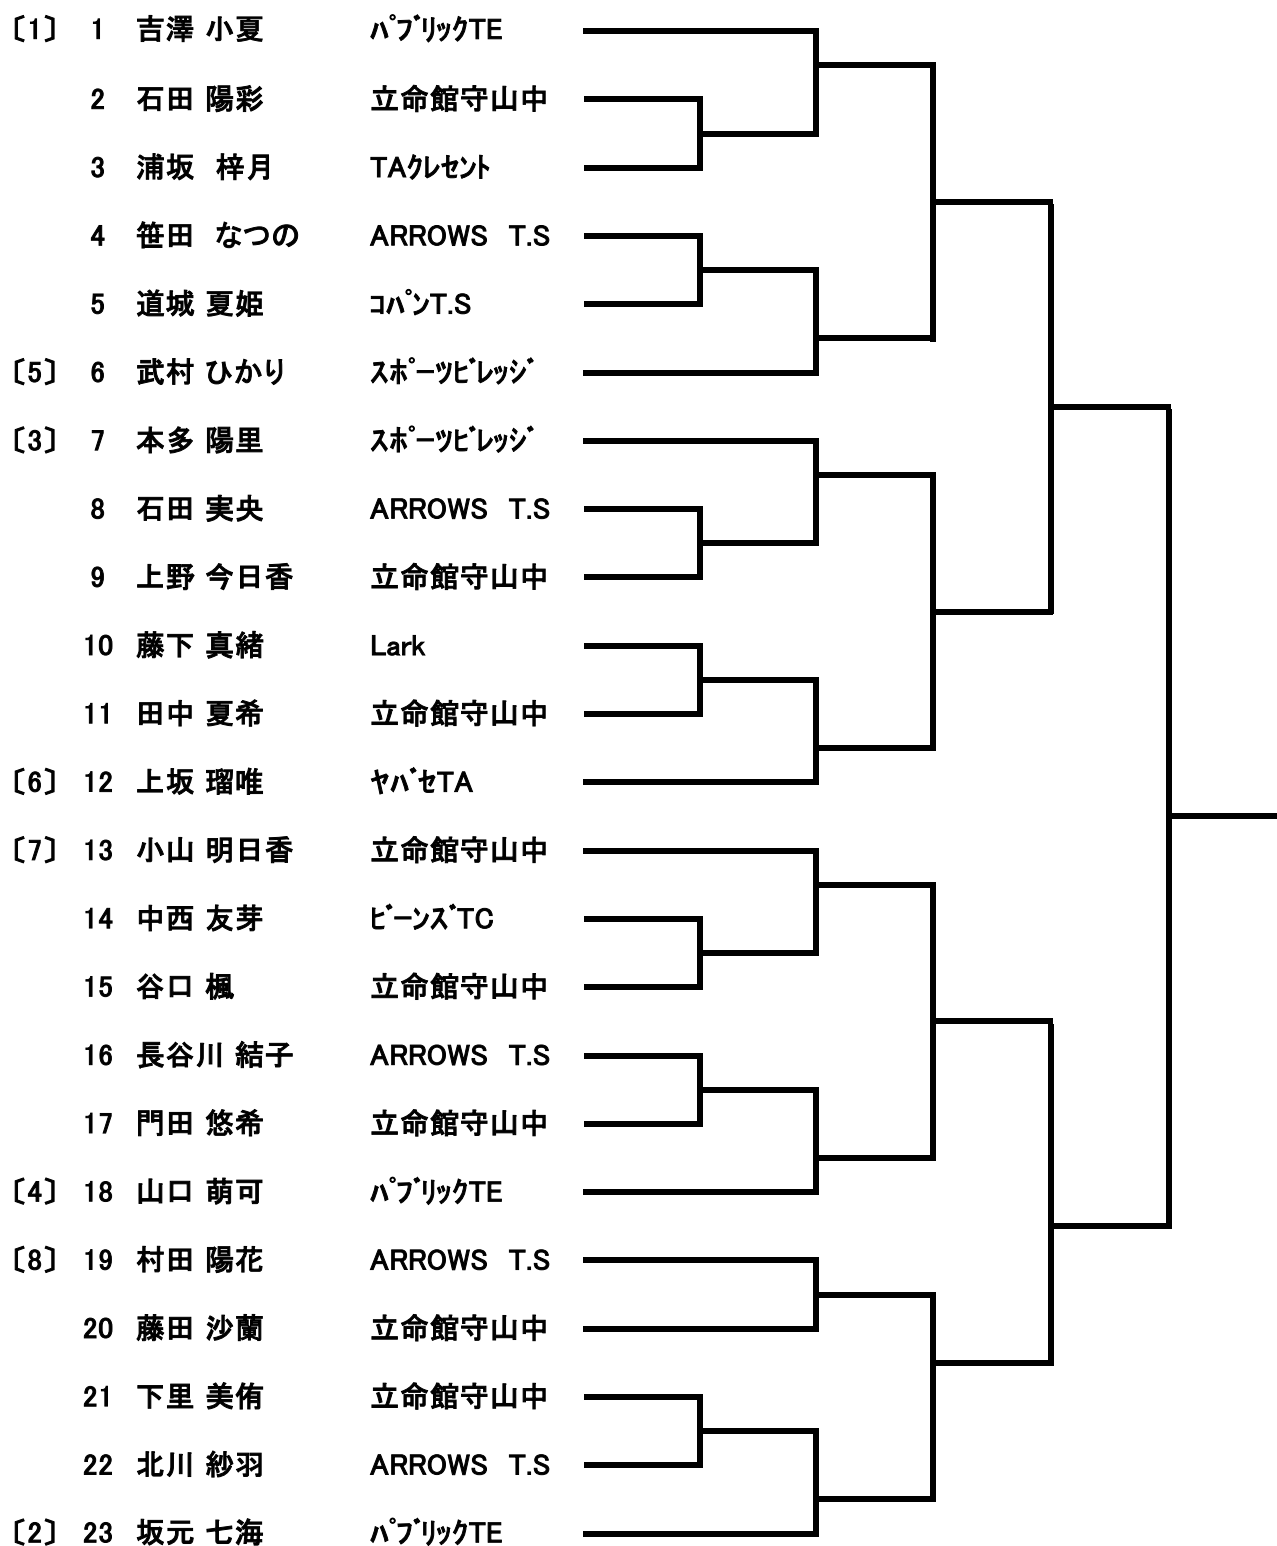 〔1〕 1 吉澤 小夏 ﾊﾟﾌﾞﾘｯｸTE
2 石田 陽彩 立命館守山中
3 浦坂　梓月 TAｸﾚｾﾝﾄ
4 笹田　なつの ARROWS　T.S
5 道城 夏姫 ｺﾊﾟﾝT.S
〔5〕 6 武村 ひかり ｽﾎﾟｰﾂﾋﾞﾚｯｼﾞ
〔3〕 7 本多 陽里 ｽﾎﾟｰﾂﾋﾞﾚｯｼﾞ
8 石田 実央 ARROWS　T.S
9 上野 今日香 立命館守山中
10 藤下 真緒 Lark
11 田中 夏希 立命館守山中
〔6〕 12 上坂 瑠唯 ﾔﾊﾞｾTA
〔7〕 13 小山 明日香 立命館守山中
14 中西 友芽 ﾋﾞｰﾝｽﾞTC
15 谷口 楓 立命館守山中
16 長谷川 結子 ARROWS　T.S
17 門田 悠希 立命館守山中
〔4〕 18 山口 萌可 ﾊﾟﾌﾞﾘｯｸTE
〔8〕 19 村田 陽花 ARROWS　T.S
20 藤田 沙蘭 立命館守山中
21 下里 美侑 立命館守山中
22 北川 紗羽 ARROWS　T.S
〔2〕 23 坂元 七海 ﾊﾟﾌﾞﾘｯｸTE